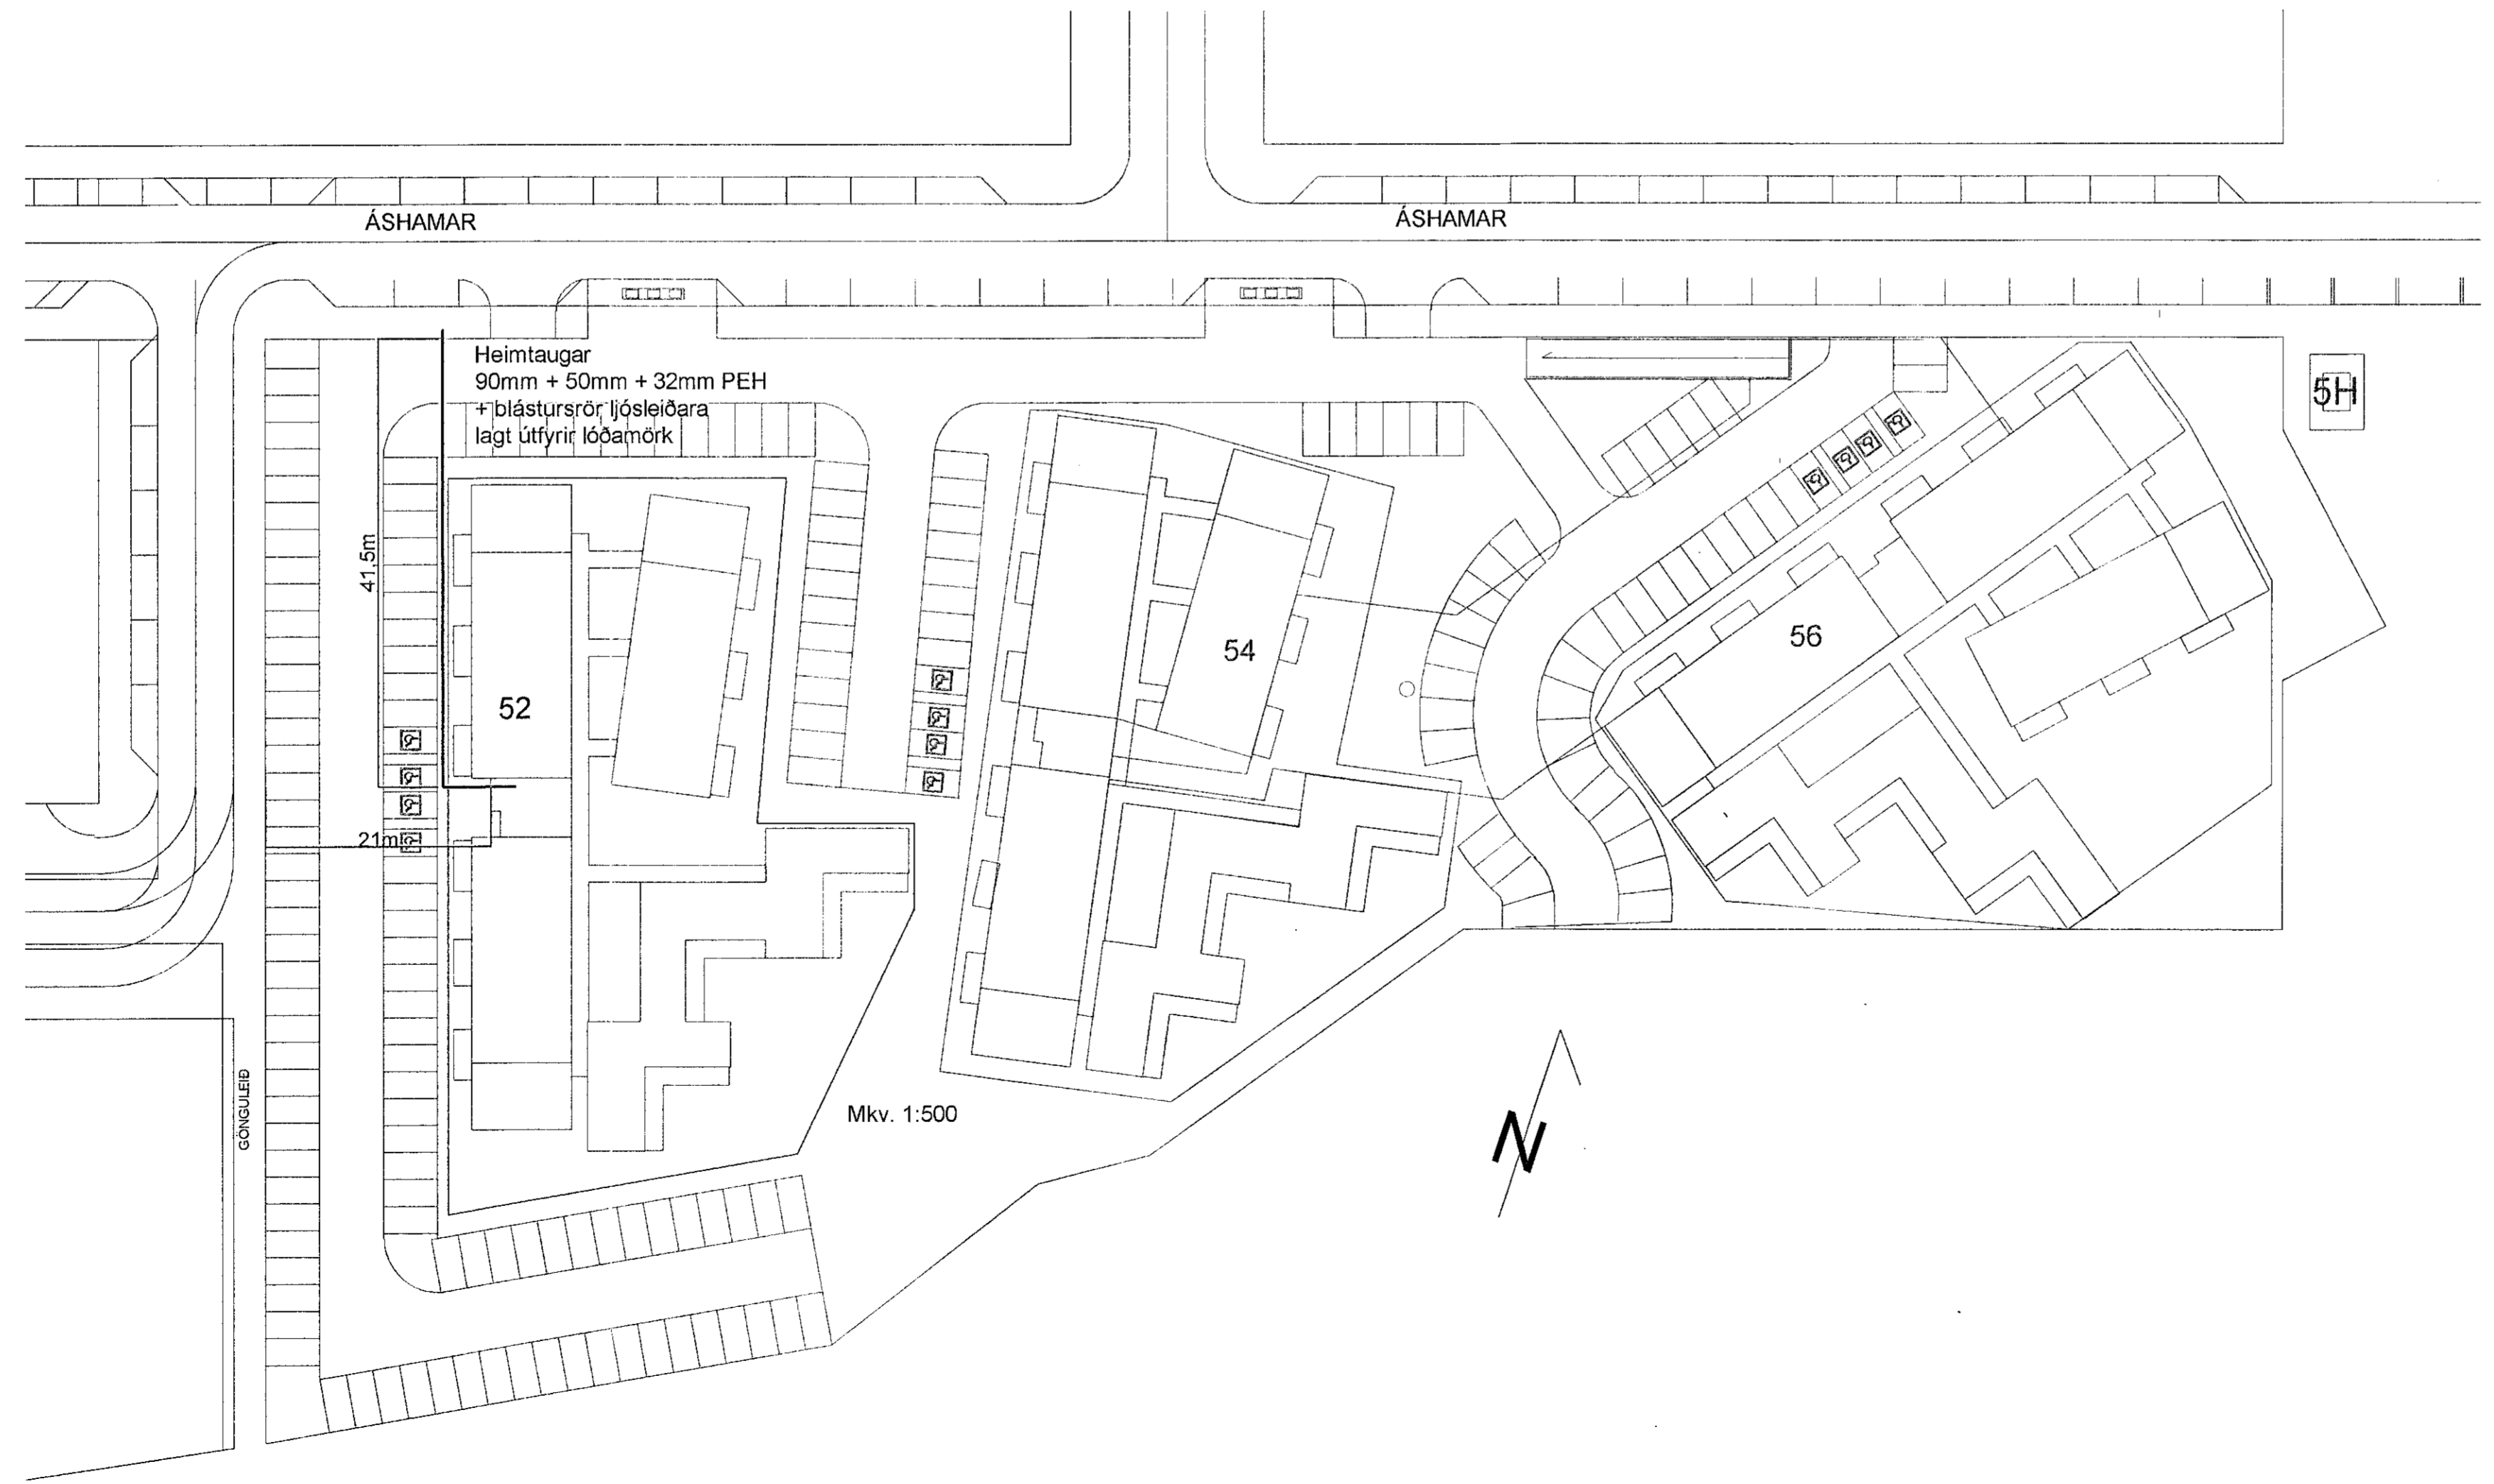 ÁSHAMAR
ÁSHAMAR
Heimtaugar
90mm + 50mm + 32mm PEH
+ blástursrör ljósleiðara
lagt útfyrir lóðamörk
5H
41,5m
52
54
56
21m
GÖNGULEIÐ
Mkv. 1:500
N